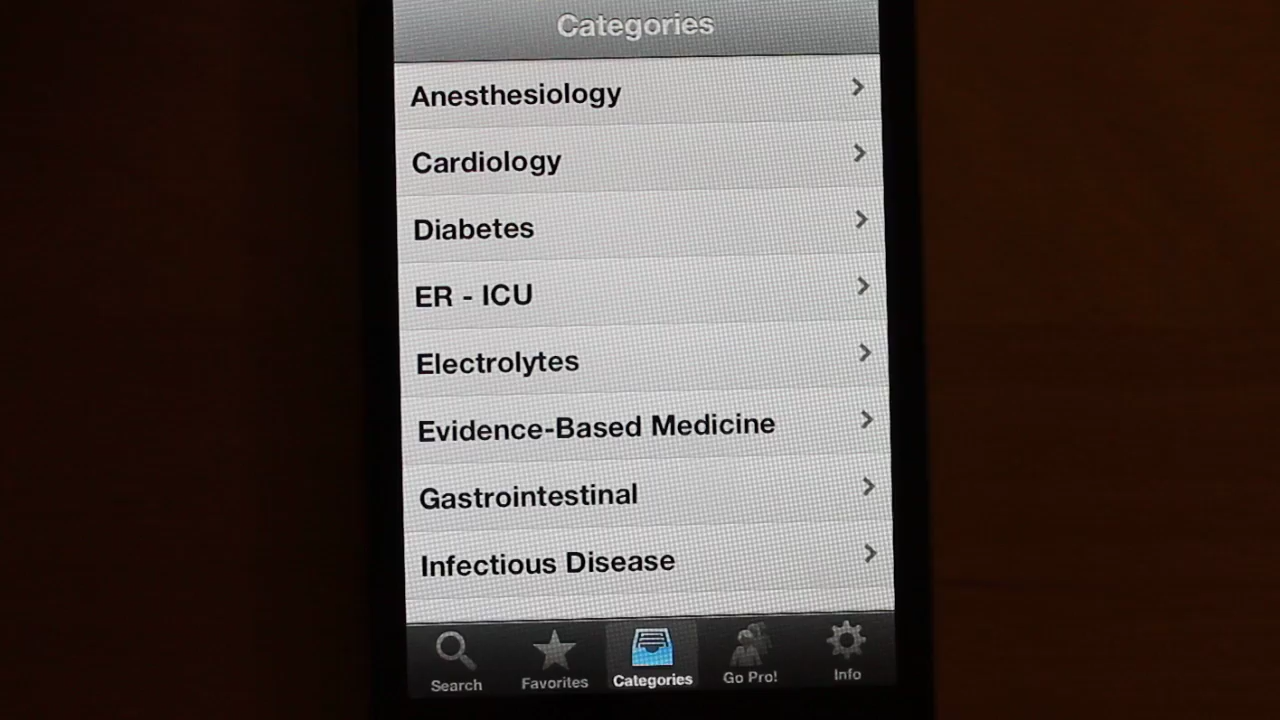 Categories
Anesthesiology
Cardiology
Diabetes
ER - ICU
Electrolytes
Evidence-Based Medicine
Gastrointestinal
Infectious Disease
Search
Favorites
Categories
Go Pro!
Info